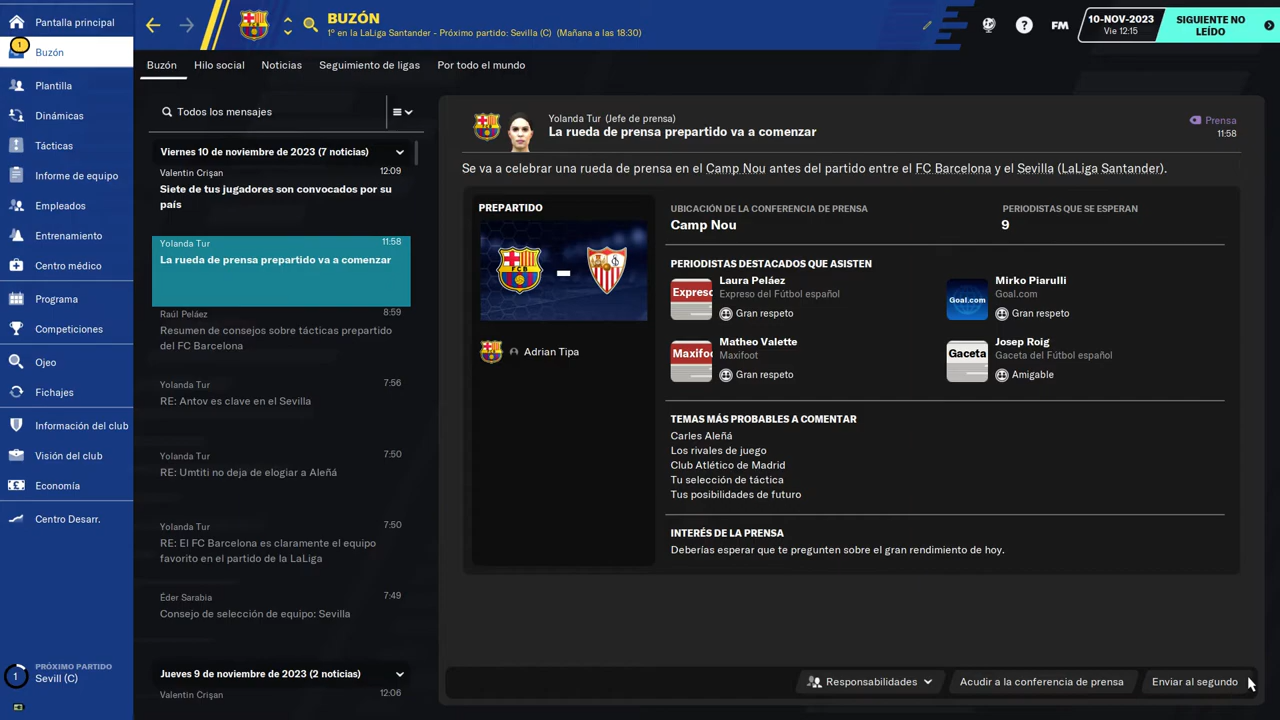 Pantalla principal
1
Buzón
Plantilla
Dinámicas
Tácticas
Informe de equipo
Empleados
Entrenamiento
Centro médico
Programa
Competiciones
Ojeo
Fichajes
Información del club
Visión del club
Economía
Centro Desarr.
PRÓXIMO PARTIDO
1
Sevill (C)
BUZÓN
1º en la LaLiga Santander - Próximo partido: Sevilla (C) (Mañana a las 18:30)
FM
10-NOV-2023
Vie 12:15
SIGUIENTE NO LEÍDO
Buzón
Hilo social
Noticias
Seguimiento de ligas
Por todo el mundo
Todos los mensajes
Viernes 10 de noviembre de 2023 (7 noticias)
Valentin Crișan 12:09
Siete de tus jugadores son convocados por su
país
Yolanda Tur 11:58
La rueda de prensa prepartido va a comenzar
Raúl Peláez 8:59
Resumen de consejos sobre tácticas prepartido
del FC Barcelona
Yolanda Tur 7:56
RE: Antov es clave en el Sevilla
Yolanda Tur 7:50
RE: Umtiti no deja de elogiar a Aleñá
Yolanda Tur 7:50
RE: El FC Barcelona es claramente el equipo
favorito en el partido de la LaLiga
Éder Sarabia 7:49
Consejo de selección de equipo: Sevilla
Jueves 9 de noviembre de 2023 (2 noticias)
Valentin Crișan 12:06
Yolanda Tur (Jefe de prensa)
La rueda de prensa prepartido va a comenzar
Prensa
11:58
Se va a celebrar una rueda de prensa en el Camp Nou antes del partido entre el FC Barcelona y el Sevilla (LaLiga Santander).
PREPARTIDO
FCB
Adrian Tipa
UBICACIÓN DE LA CONFERENCIA DE PRENSA
Camp Nou
PERIODISTAS QUE SE ESPERAN
9
PERIODISTAS DESTACADOS QUE ASISTEN
Expreso
Laura Peláez
Expreso del Fútbol español
Gran respeto
Goal.com
Mirko Piarulli
Goal.com
Gran respeto
Maxifoo
Matheo Valette
Maxifoot
Gran respeto
Gaceta
Josep Roig
Gaceta del Fútbol español
Amigable
TEMAS MÁS PROBABLES A COMENTAR
Carles Aleñá
Los rivales de juego
Club Atlético de Madrid
Tu selección de táctica
Tus posibilidades de futuro
INTERÉS DE LA PRENSA
Deberías esperar que te pregunten sobre el gran rendimiento de hoy.
Responsabilidades
Acudir a la conferencia de prensa
Enviar al segundo